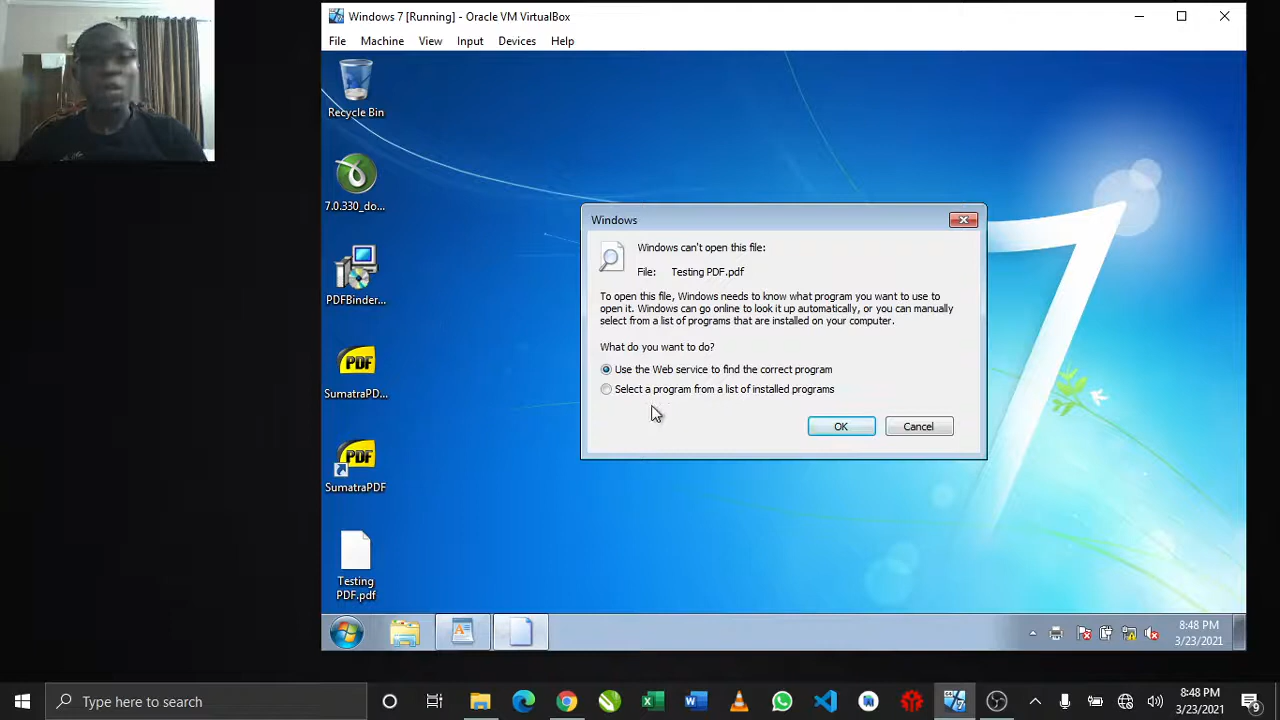 Windows 7 [Running] - Oracle VM VirtualBox
File Machine View Input Devices Help
Recycle Bin
7.0.330_do...
PDFBinder...
PDF
SumatraPD...
PDF
SumatraPDF
Testing
PDF.pdf
Windows
Windows can't open this file:
File: Testing PDF.pdf
To open this file, Windows needs to know what program you want to use to
open it. Windows can go online to look it up automatically, or you can manually
select from a list of programs that are installed on your computer.
What do you want to do?
Use the Web service to find the correct program
Select a program from a list of installed programs
OK Cancel
8:48 PM
3/23/2021
Type here to search
8:48 PM
3/23/2021
9